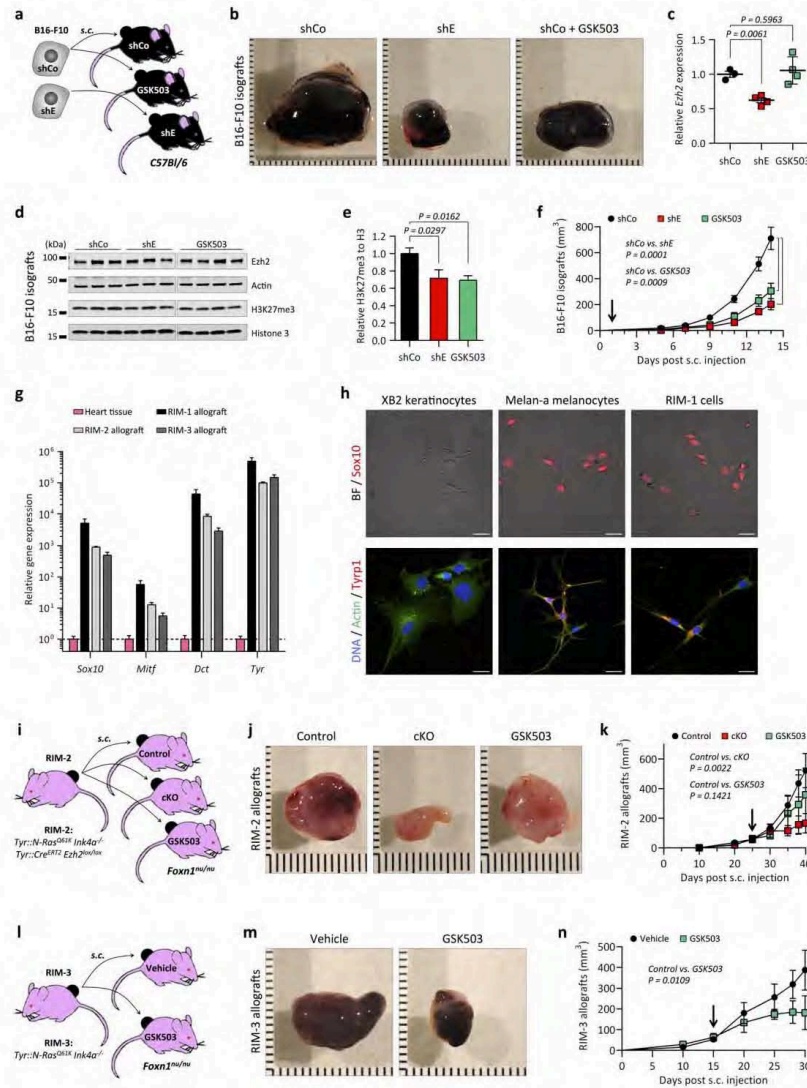 a
B16-F10
s.c.
shCo
shE
shCo
GSK503
shE
C57Bl/6
b
shCo
shE
shCo + GSK503
B16-F10 isografts
c
P = 0.5963
P = 0.0061
Relative Ezh2 expression
1.5
1.0
0.5
0.0
shCo
shE
GSK503
d
(kDa)
shCo
shE
GSK503
100
50
15
15
Ezh2
Actin
H3K27me3
Histone 3
B16-F10 isografts
e
P = 0.0162
P = 0.0297
Relative H3K27me3 to H3
1.2
1.0
0.8
0.6
0.4
0.2
0.0
shCo
shE
GSK503
f
shCo
shE
GSK503
B16-F10 isografts (mm³)
800
600
400
200
0
shCo vs. shE
P = 0.0001
shCo vs. GSK503
P = 0.0009
0 3 6 9 12 15
Days post s.c. injection
g
Heart tissue
RIM-1 allograft
RIM-2 allograft
RIM-3 allograft
Relative gene expression
10⁶
10⁵
10⁴
10³
10²
10¹
10⁰
Sox10
Mitf
Dct
Tyr
h
XB2 keratinocytes
Melan-a melanocytes
RIM-1 cells
BF / Sox10
DNA / Actin / Tyrp1
i
s.c.
RIM-2
Control
cKO
GSK503
RIM-2:
Tyr::N-RasQ61K Ink4a-/-
Tyr::CreERT2 Ezh2lox/lox
Foxn1nu/nu
j
Control
cKO
GSK503
RIM-2 allografts
k
Control
cKO
GSK503
RIM-2 allografts (mm³)
600
400
200
0
Control vs. cKO
P = 0.0022
Control vs. GSK503
P = 0.1421
0 10 20 30 40
Days post s.c. injection
l
s.c.
RIM-3
Vehicle
GSK503
RIM-3:
Tyr::N-RasQ61K Ink4a-/-
Foxn1nu/nu
m
Vehicle
GSK503
RIM-3 allografts
n
Vehicle
GSK503
RIM-3 allografts (mm³)
500
400
300
200
100
0
Control vs. GSK503
P = 0.0109
0 5 10 15 20 25 30
Days post s.c. injection